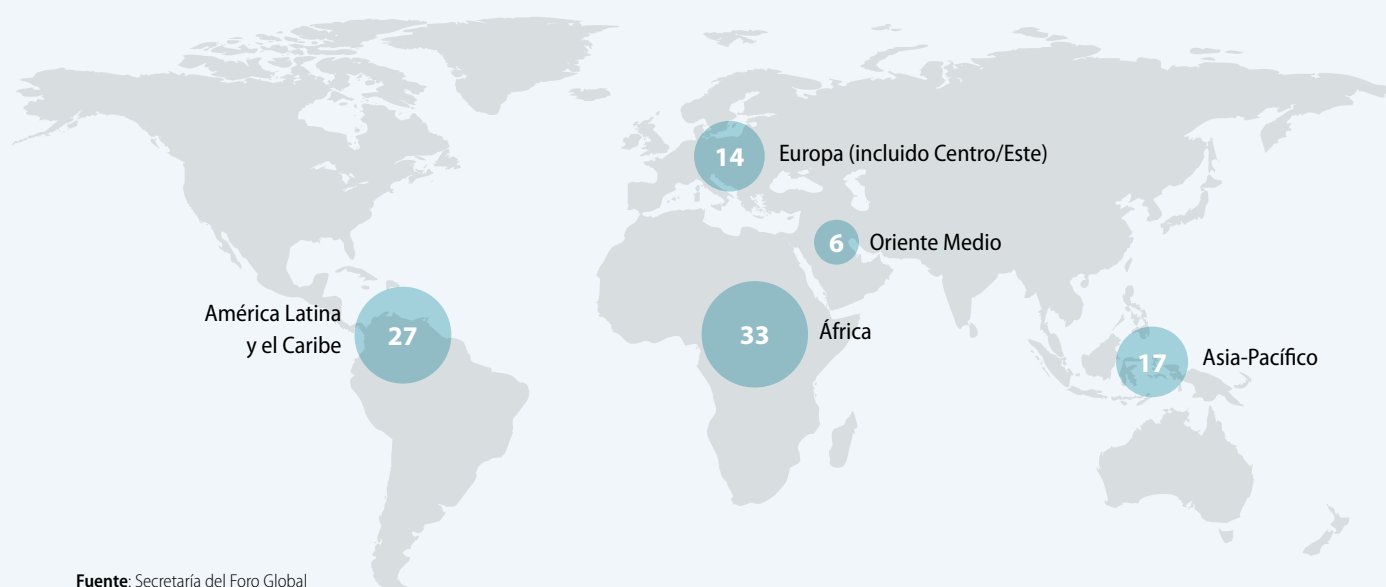 14
Europa (incluido Centro/Este)
6
Oriente Medio
América Latina
y el Caribe
27
33
África
17
Asia-Pacífico
Fuente: Secretaría del Foro Global